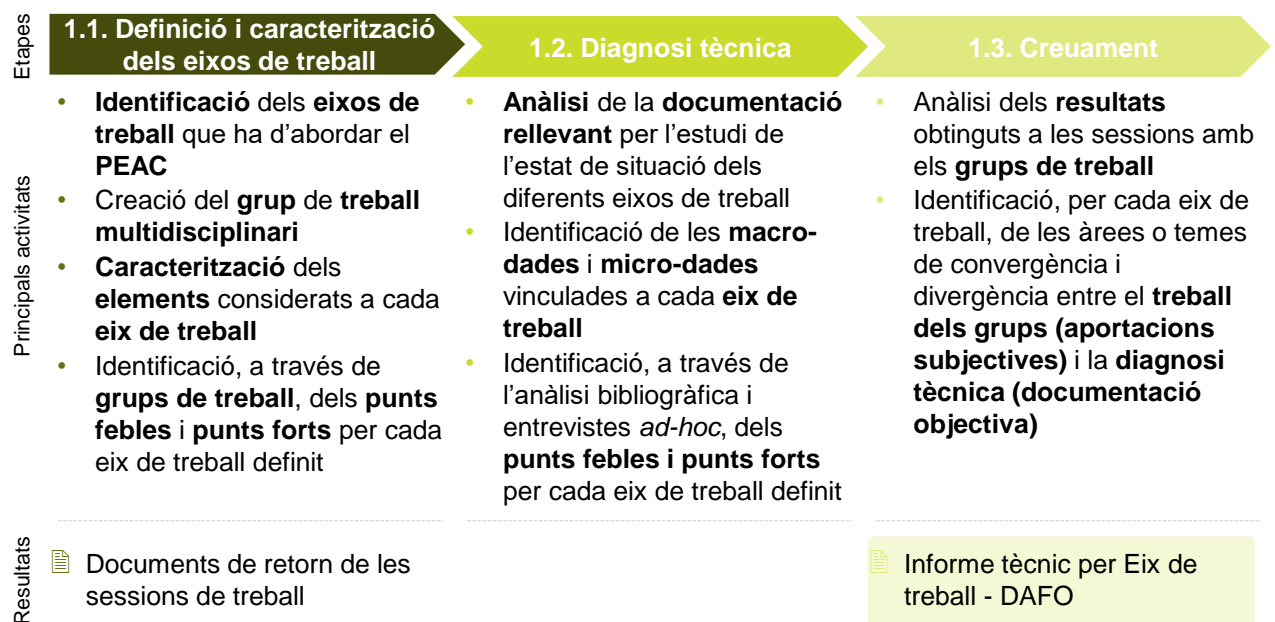 Etapes
1.1. Definició i caracterització
dels eixos de treball
1.2. Diagnosi tècnica
1.3. Creuament
Principals activitats
• Identificació dels eixos de
treball que ha d’abordar el
PEAC
• Creació del grup de treball
multidisciplinari
• Caracterització dels
elements considerats a cada
eix de treball
• Identificació, a través de
grups de treball, dels punts
febles i punts forts per cada
eix de treball definit
• Anàlisi de la documentació
rellevant per l’estudi de
l’estat de situació dels
diferents eixos de treball
• Identificació de les macro-
dades i micro-dades
vinculades a cada eix de
treball
• Identificació, a través de
l’anàlisi bibliogràfica i
entrevistes ad-hoc, dels
punts febles i punts forts
per cada eix de treball definit
• Anàlisi dels resultats
obtinguts a les sessions amb
els grups de treball
• Identificació, per cada eix de
treball, de les àrees o temes
de convergència i
divergència entre el treball
dels grups (aportacions
subjectives) i la diagnosi
tècnica (documentació
objectiva)
Resultats
Documents de retorn de les
sessions de treball
Informe tècnic per Eix de
treball - DAFO